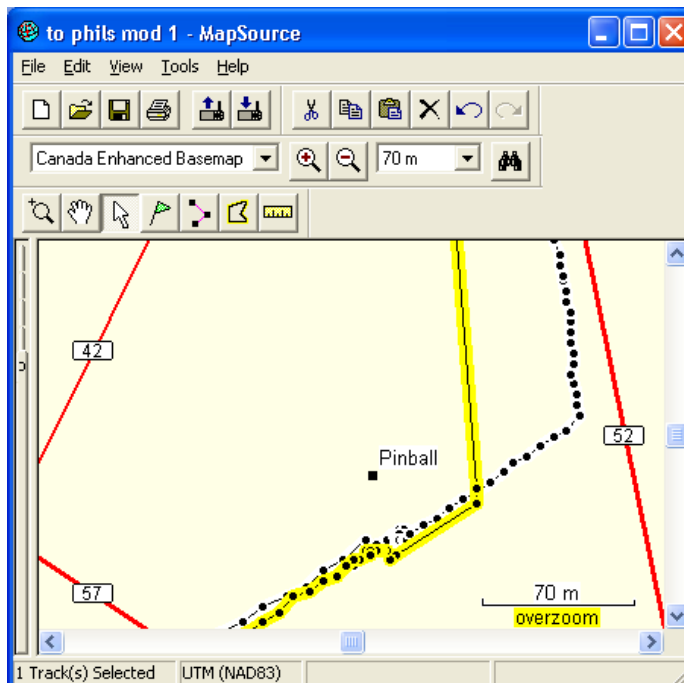 to phils mod 1 - MapSource
File Edit View Tools Help
Canada Enhanced Basemap 70 m
42
52
Pinball
57
70 m
overzoom
1 Track(s) Selected UTM (NAD83)